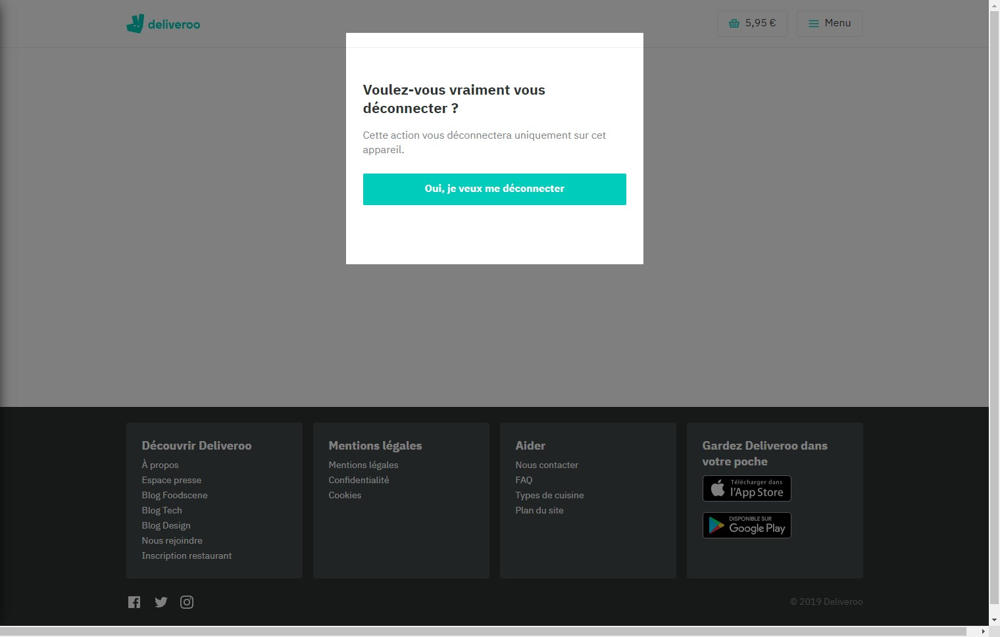 deliveroo
5,95 €
Menu
Voulez-vous vraiment vous
déconnecter ?
Cette action vous déconnectera uniquement sur cet
appareil.
Oui, je veux me déconnecter
Découvrir Deliveroo
À propos
Espace presse
Blog Foodscene
Blog Tech
Blog Design
Nous rejoindre
Inscription restaurant
Mentions légales
Mentions légales
Confidentialité
Cookies
Aider
Nous contacter
FAQ
Types de cuisine
Plan du site
Gardez Deliveroo dans
votre poche
Télécharger dans
l'App Store
DISPONIBLE SUR
Google Play
© 2019 Deliveroo